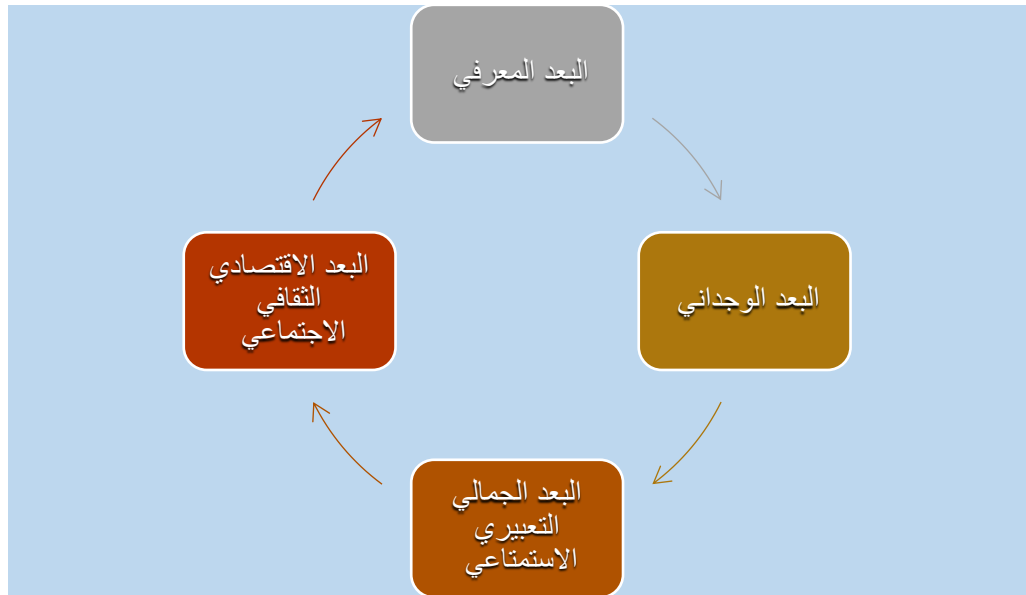 البعد المعرفي
البعد الوجداني
البعد الجمالي
التعبيري
الاستمتاعي
البعد الاقتصادي
الثقافي
الاجتماعي